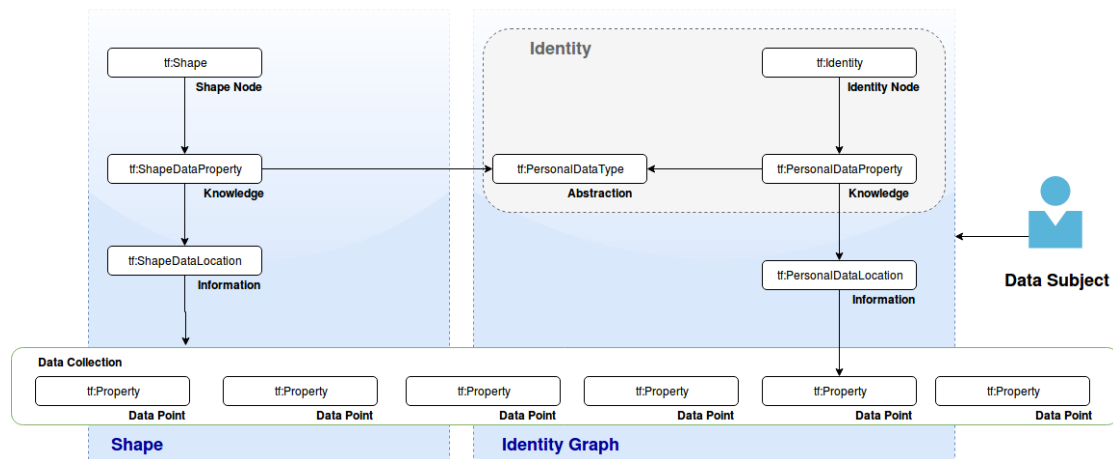 Identity
tf:Shape
Shape Node
tf:Identity
Identity Node
tf:ShapeDataProperty
Knowledge
tf:PersonalDataType
Abstraction
tf:PersonalDataProperty
Knowledge
tf:ShapeDataLocation
Information
tf:PersonalDataLocation
Information
Data Subject
Data Collection
tf:Property
Data Point
tf:Property
Data Point
tf:Property
Data Point
tf:Property
Data Point
tf:Property
Data Point
tf:Property
Data Point
Shape
Identity Graph